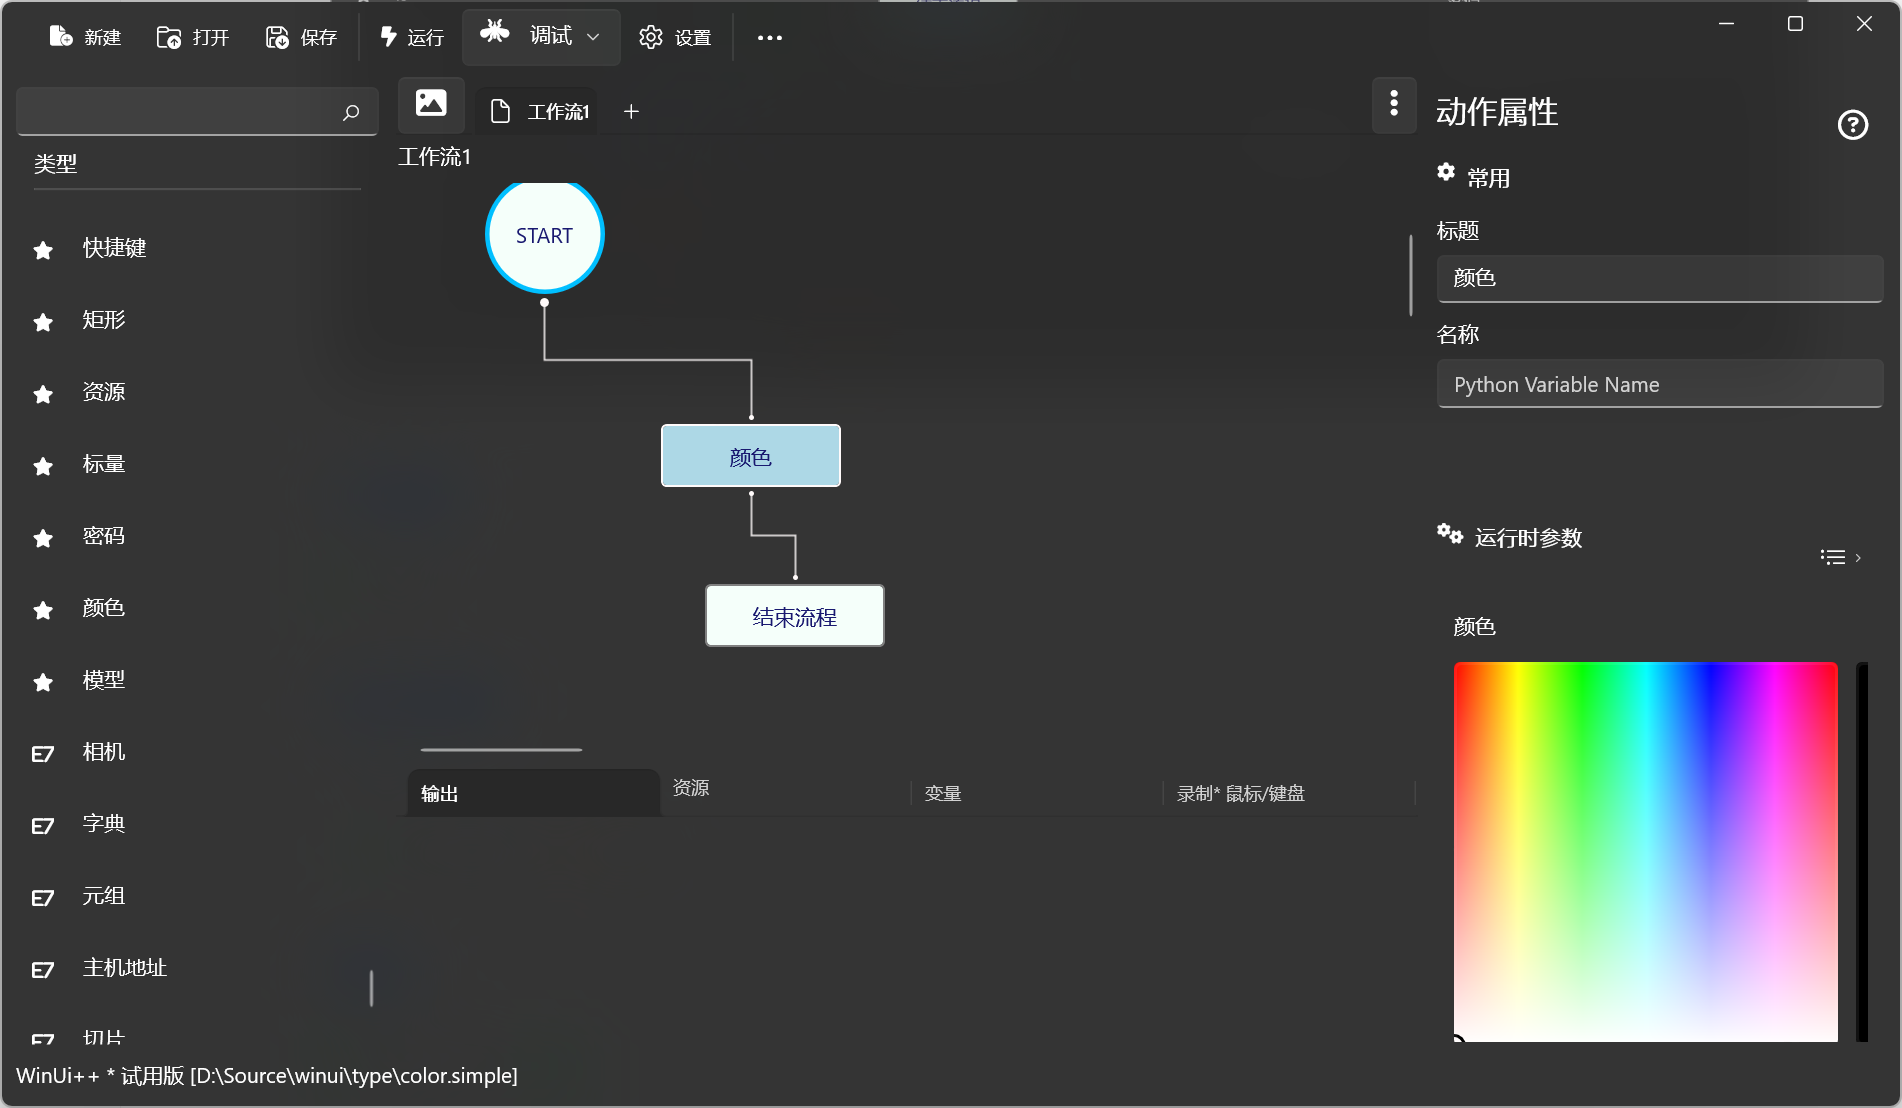 新建
打开
保存
运行
调试
设置
工作流1
工作流1
类型
快捷键
矩形
资源
标量
密码
颜色
模型
E7 相机
E7 字典
E7 元组
E7 主机地址
E7 切片
START
颜色
结束流程
输出
资源
变量
录制* 鼠标/键盘
动作属性
常用
标题
颜色
名称
Python Variable Name
运行时参数
颜色
WinUi++ * 试用版 [D:\Source\winui\type\color.simple]